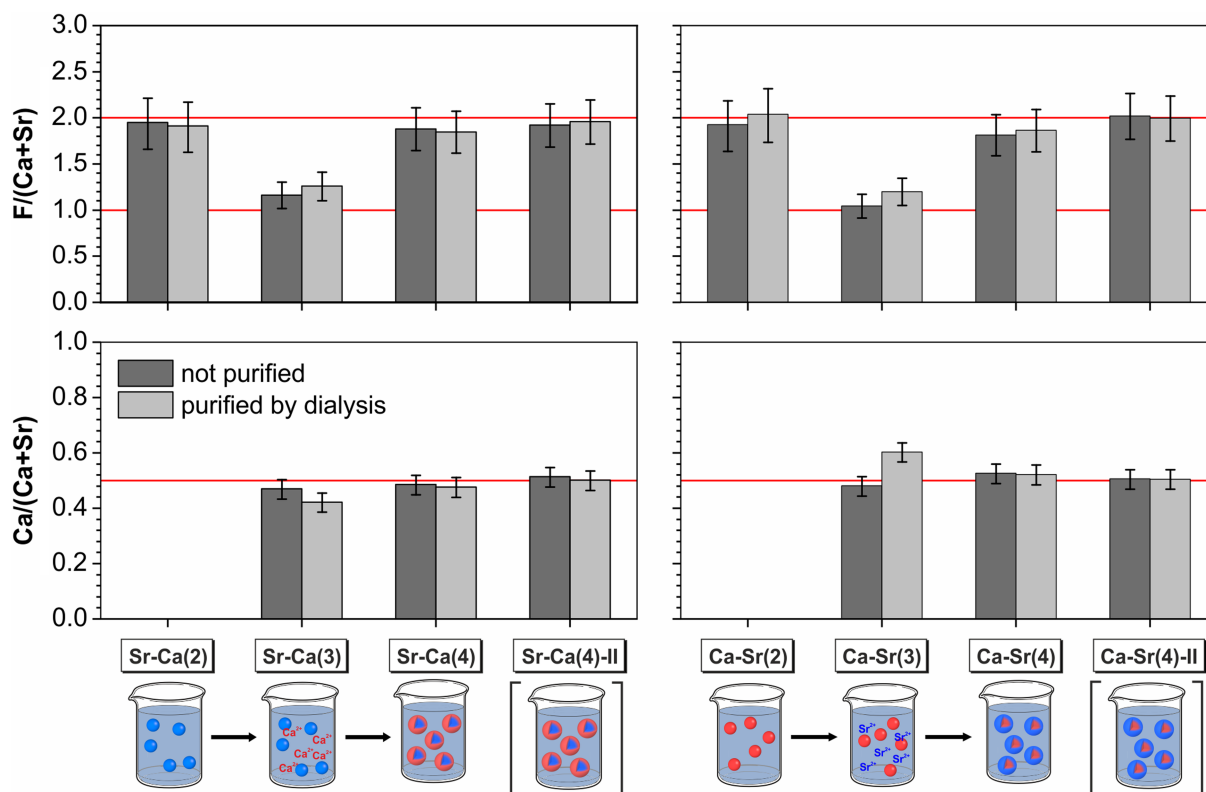 F/(Ca+Sr)
3.0
2.5
2.0
1.5
1.0
0.5
0.0
Ca/(Ca+Sr)
1.0
0.8
0.6
0.4
0.2
0.0
not purified
purified by dialysis
Sr-Ca(2)
Sr-Ca(3)
Sr-Ca(4)
Sr-Ca(4)-II
Ca-Sr(2)
Ca-Sr(3)
Ca-Sr(4)
Ca-Sr(4)-II
Ca²⁺
Ca²⁺
Ca²⁺ Ca²⁺
Ca²⁺
Sr²⁺
Sr²⁺
Sr²⁺
Sr²⁺ Sr²⁺